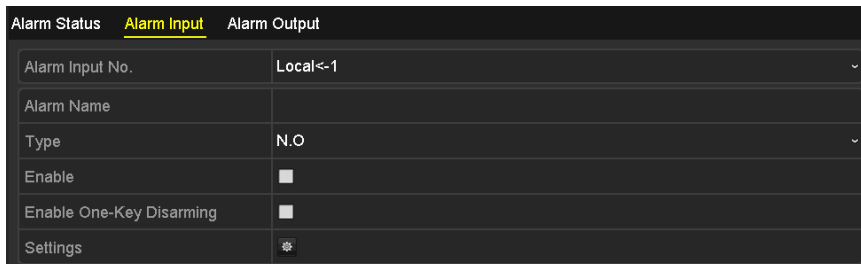 Alarm Status Alarm Input Alarm Output
Alarm Input No. Local<-1
Alarm Name
Type N.O
Enable
Enable One-Key Disarming
Settings